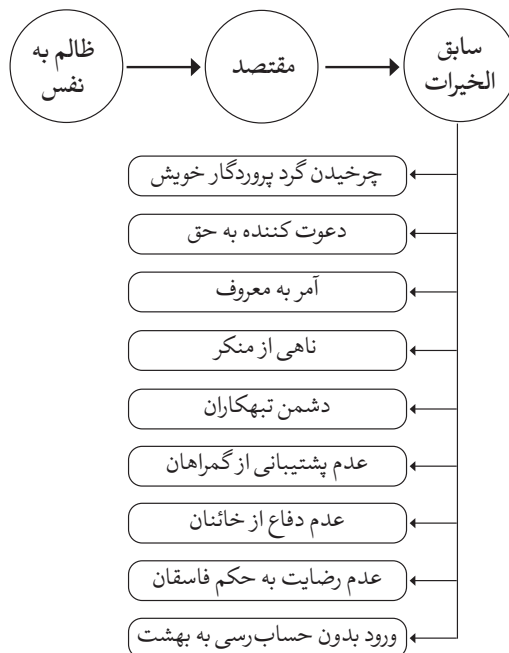 سابق
الخیرات
مقتصد
ظالم به
نفس
چرخیدن گرد پروردگار خویش
دعوت کننده به حق
آمر به معروف
ناهی از منکر
دشمن تبهکاران
عدم پشتیبانی از گمراهان
عدم دفاع از خائنان
عدم رضایت به حکم فاسقان
ورود بدون حساب‌رسی به بهشت